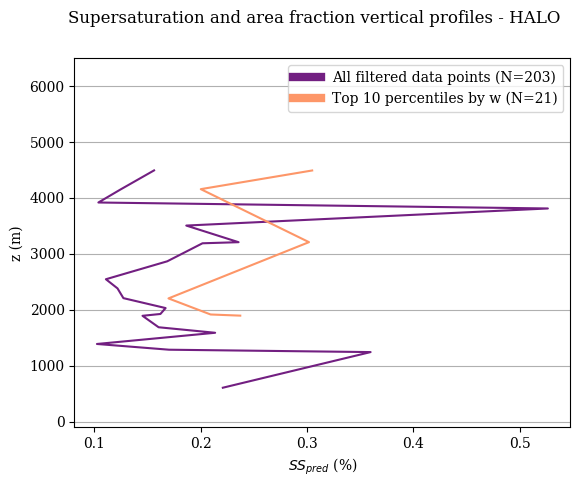 Supersaturation and area fraction vertical profiles - HALO
All filtered data points (N=203)
Top 10 percentiles by w (N=21)
6000
5000
4000
3000
2000
1000
0
z (m)
0.1 0.2 0.3 0.4 0.5
SS_pred (%)